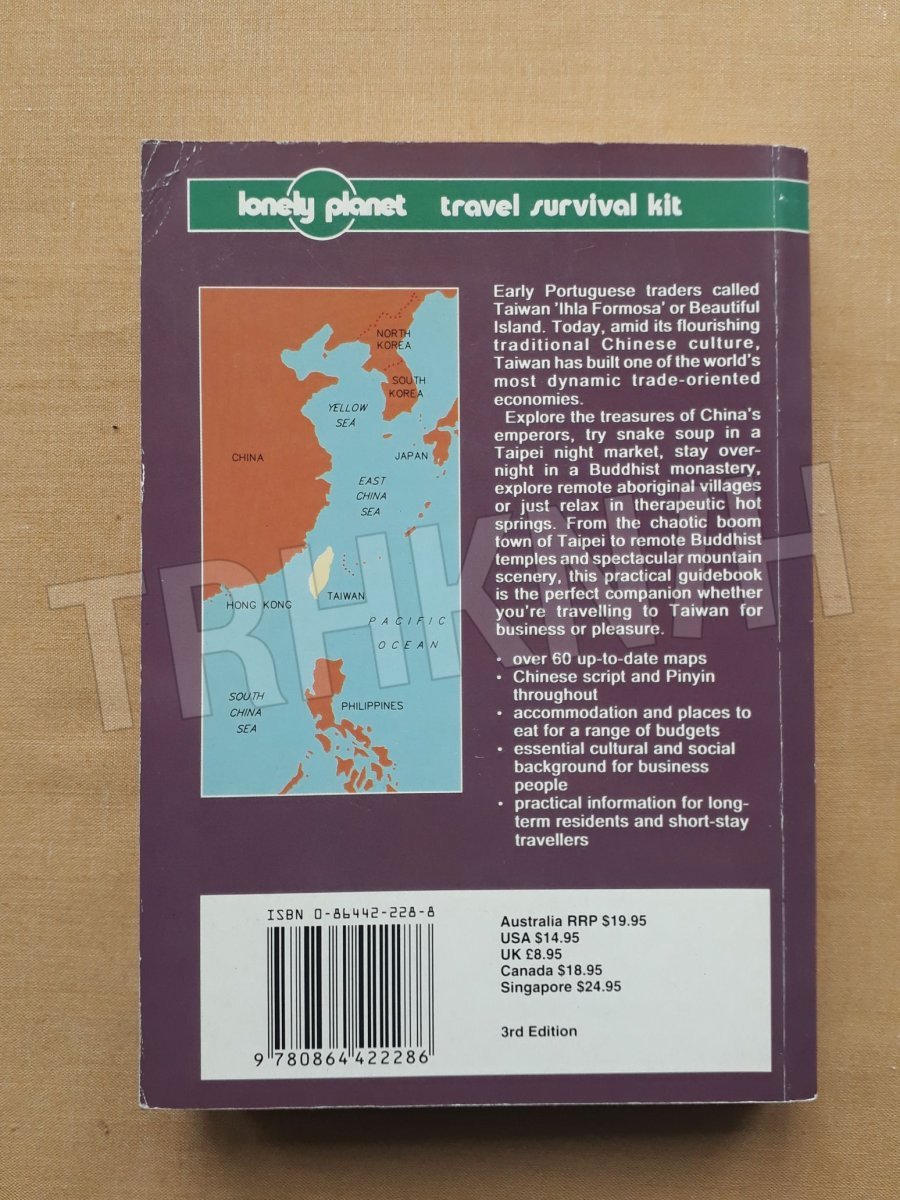 lonely planet travel survival kit
NORTH
KOREA
SOUTH
KOREA
YELLOW
SEA
CHINA
JAPAN
EAST
CHINA
SEA
TAIWAN
HONG KONG
PACIFIC
OCEAN
SOUTH
CHINA
SEA
PHILIPPINES
Early Portuguese traders called
Taiwan 'Ihla Formosa' or Beautiful
Island. Today, amid its flourishing
traditional Chinese culture,
Taiwan has built one of the world's
most dynamic trade-oriented
economies.
Explore the treasures of China's
emperors, try snake soup in a
Taipei night market, stay over-
night in a Buddhist monastery,
explore remote aboriginal villages
or just relax in therapeutic hot
springs. From the chaotic boom
town of Taipei to remote Buddhist
temples and spectacular mountain
scenery, this practical guidebook
is the perfect companion whether
you're travelling to Taiwan for
business or pleasure.
• over 60 up-to-date maps
• Chinese script and Pinyin
throughout
• accommodation and places to
eat for a range of budgets
• essential cultural and social
background for business
people
• practical information for long-
term residents and short-stay
travellers
ISBN 0-86442-228-8
9 780864 422286
Australia RRP $19.95
USA $14.95
UK £8.95
Canada $18.95
Singapore $24.95
3rd Edition